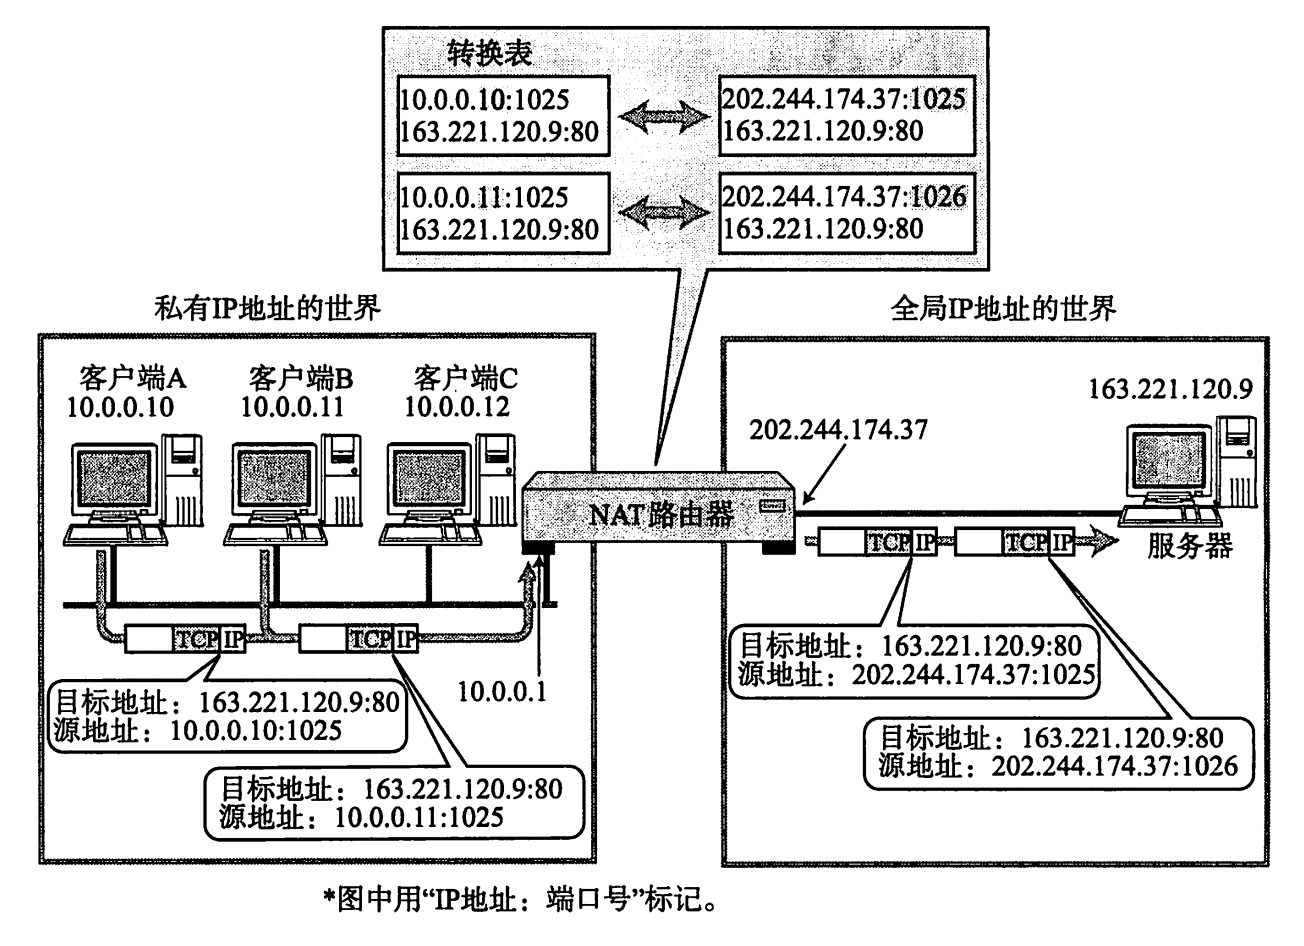 转换表
10.0.0.10:1025
163.221.120.9:80
202.244.174.37:1025
163.221.120.9:80
10.0.0.11:1025
163.221.120.9:80
202.244.174.37:1026
163.221.120.9:80
私有IP地址的世界
全局IP地址的世界
客户端A
10.0.0.10
客户端B
10.0.0.11
客户端C
10.0.0.12
163.221.120.9
202.244.174.37
NAT路由器
服务器
TCP IP
TCP IP
TCP IP
TCP IP
目标地址：163.221.120.9:80
源地址：10.0.0.10:1025
10.0.0.1
目标地址：163.221.120.9:80
源地址：10.0.0.11:1025
目标地址：163.221.120.9:80
源地址：202.244.174.37:1025
目标地址：163.221.120.9:80
源地址：202.244.174.37:1026
*图中用“IP地址：端口号”标记。